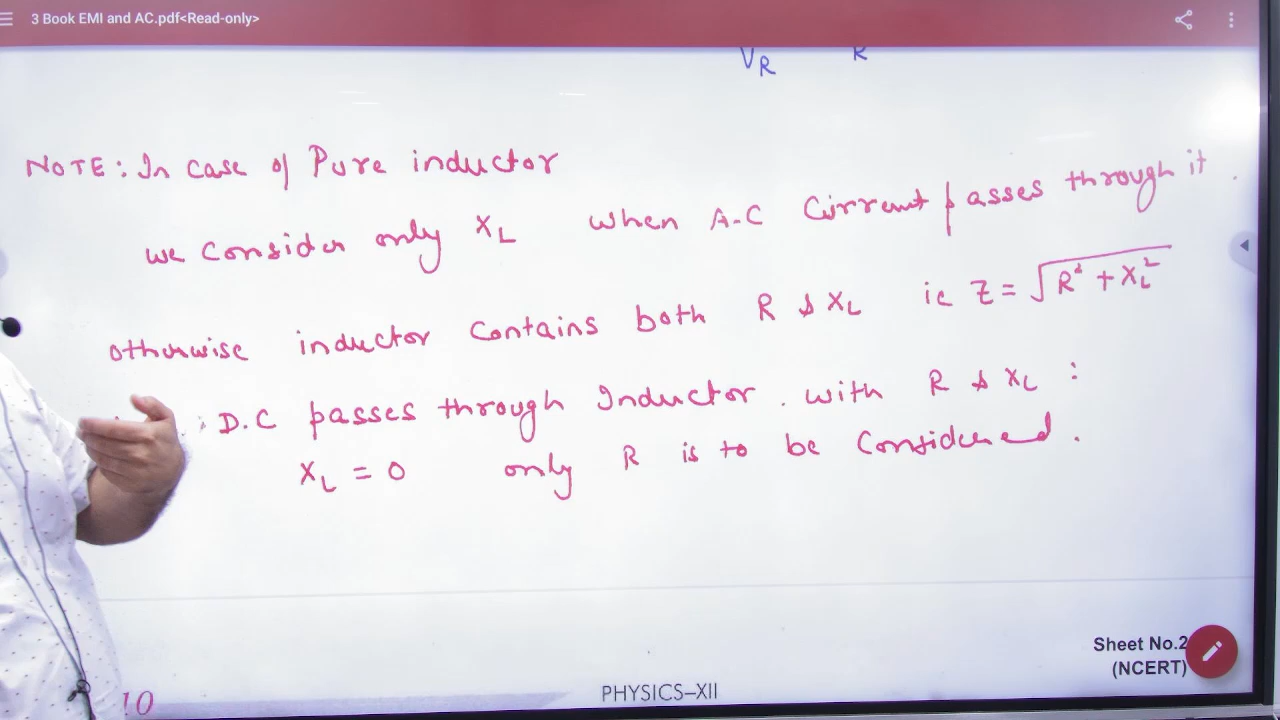 3 Book EMI and AC.pdf<Read-only>
VR R
NOTE: In case of Pure inductor
we consider only XL when A-C Current passes through it.
otherwise inductor contains both R & XL ie Z = √R² + XL²
: D.C passes through Inductor. with R & XL :
XL = 0 only R is to be Considered.
Sheet No.2
(NCERT)
10
PHYSICS–XII